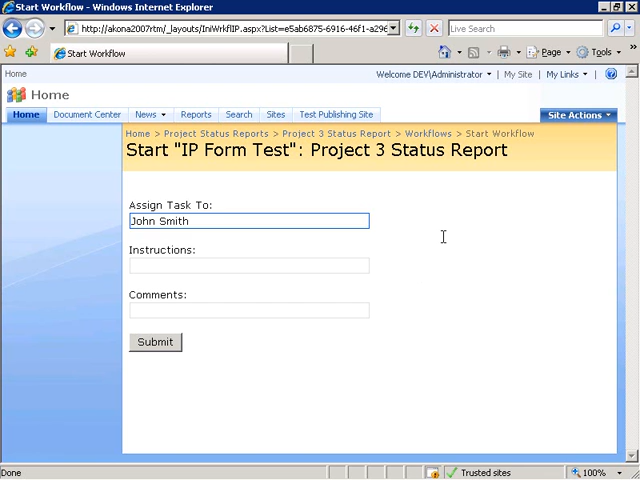 Start Workflow - Windows Internet Explorer
http://akona2007rtm/_layouts/IniWrkflIP.aspx?List=e5ab6875-6916-46f1-a296
Live Search
Start Workflow
Page
Tools
Home
Welcome DEV\Administrator
My Site
My Links
Home
Home
Document Center
News
Reports
Search
Sites
Test Publishing Site
Site Actions
Home > Project Status Reports > Project 3 Status Report > Workflows > Start Workflow
Start "IP Form Test": Project 3 Status Report
Assign Task To:
John Smith
Instructions:
Comments:
Submit
Done
Trusted sites
100%